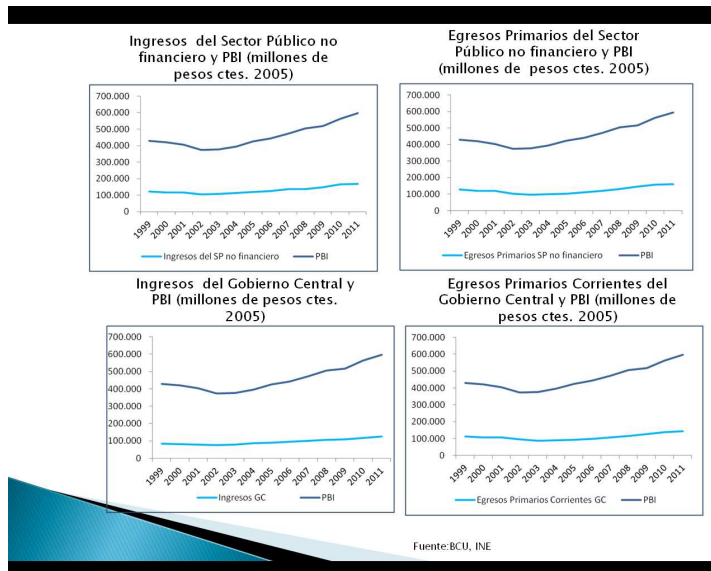 Ingresos del Sector Público no
financiero y PBI (millones de
pesos ctes. 2005)
700.000
600.000
500.000
400.000
300.000
200.000
100.000
0
1999 2000 2001 2002 2003 2004 2005 2006 2007 2008 2009 2010 2011
Ingresos del SP no financiero PBI
Egresos Primarios del Sector
Público no financiero y PBI
(millones de pesos ctes. 2005)
700.000
600.000
500.000
400.000
300.000
200.000
100.000
0
1999 2000 2001 2002 2003 2004 2005 2006 2007 2008 2009 2010 2011
Egresos Primarios SP no financiero PBI
Ingresos del Gobierno Central y
PBI (millones de pesos ctes.
2005)
700.000
600.000
500.000
400.000
300.000
200.000
100.000
0
1999 2000 2001 2002 2003 2004 2005 2006 2007 2008 2009 2010 2011
Ingresos GC PBI
Egresos Primarios Corrientes del
Gobierno Central y PBI (millones de
pesos ctes. 2005)
700.000
600.000
500.000
400.000
300.000
200.000
100.000
0
1999 2000 2001 2002 2003 2004 2005 2006 2007 2008 2009 2010 2011
Egresos Primarios Corrientes GC PBI
Fuente:BCU, INE